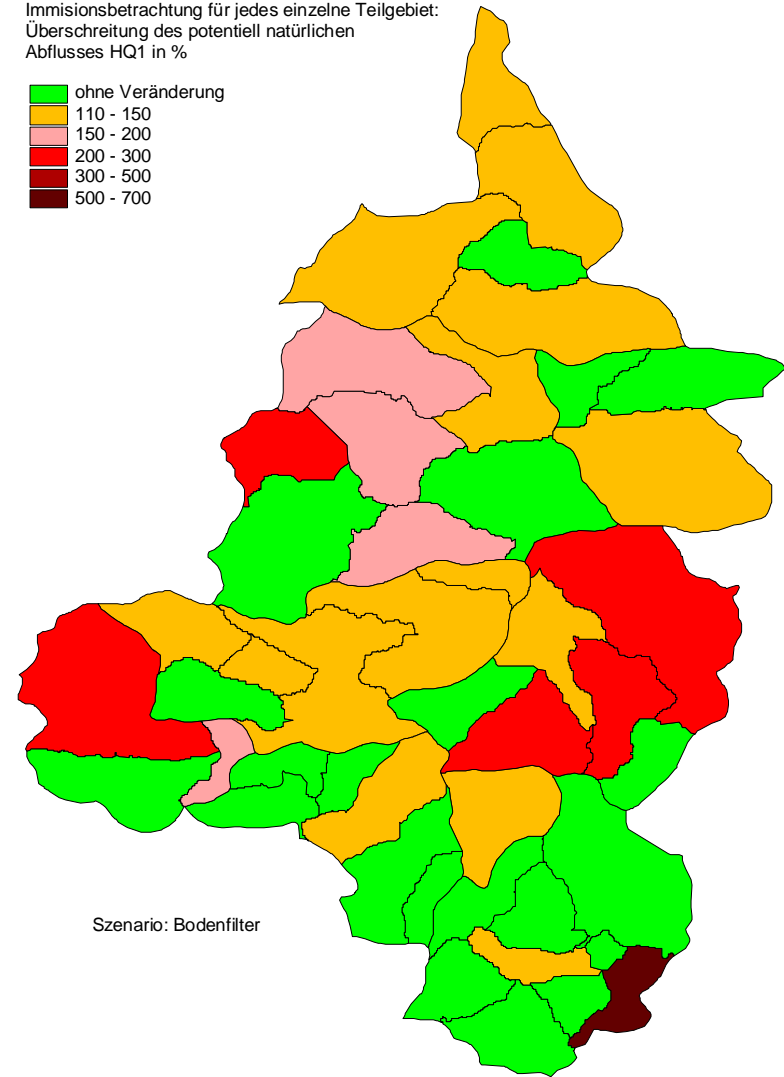 Immisionsbetrachtung für jedes einzelne Teilgebiet:
Überschreitung des potentiell natürlichen
Abflusses HQ1 in %
ohne Veränderung
110 - 150
150 - 200
200 - 300
300 - 500
500 - 700
Szenario: Bodenfilter